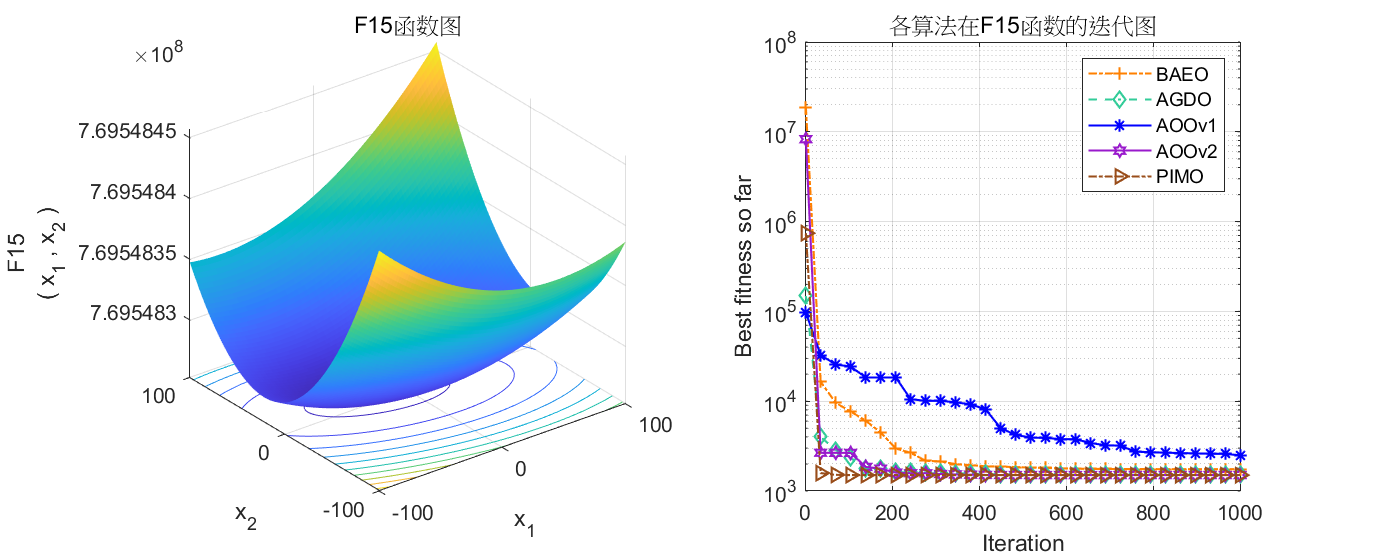 F15函数图
×10^8
7.6954845
7.695484
7.6954835
7.695483
F15
( x_1 , x_2 )
100
0
-100
x_2
-100
0
100
x_1
各算法在F15函数的迭代图
10^8
10^7
10^6
10^5
10^4
10^3
Best fitness so far
BAEO
AGDO
AOOv1
AOOv2
PIMO
0 200 400 600 800 1000
Iteration